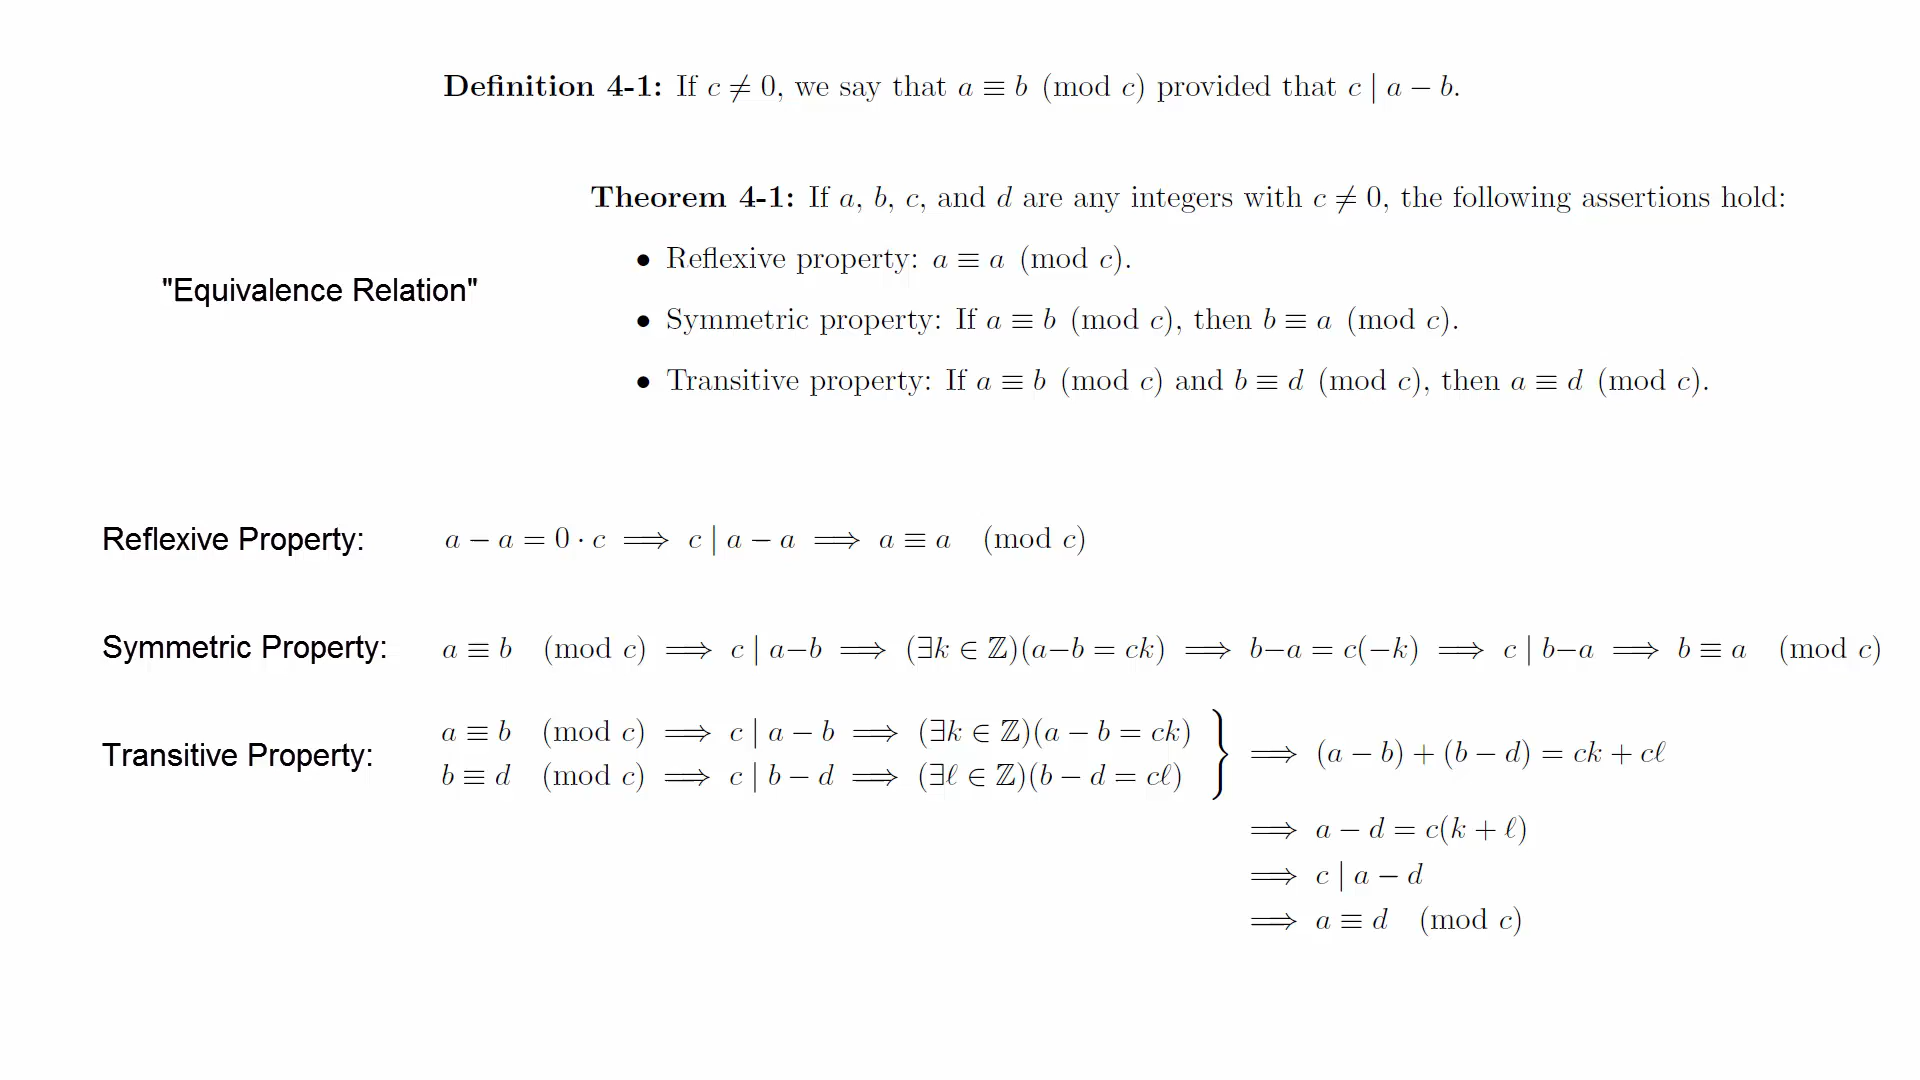 Definition 4-1: If c ≠ 0, we say that a ≡ b (mod c) provided that c | a − b.
Theorem 4-1: If a, b, c, and d are any integers with c ≠ 0, the following assertions hold:
• Reflexive property: a ≡ a (mod c).
"Equivalence Relation"
• Symmetric property: If a ≡ b (mod c), then b ≡ a (mod c).
• Transitive property: If a ≡ b (mod c) and b ≡ d (mod c), then a ≡ d (mod c).
Reflexive Property: a − a = 0 · c ⟹ c | a − a ⟹ a ≡ a (mod c)
Symmetric Property: a ≡ b (mod c) ⟹ c | a−b ⟹ (∃k ∈ ℤ)(a−b = ck) ⟹ b−a = c(−k) ⟹ c | b−a ⟹ b ≡ a (mod c)
Transitive Property:
a ≡ b (mod c) ⟹ c | a − b ⟹ (∃k ∈ ℤ)(a − b = ck)
b ≡ d (mod c) ⟹ c | b − d ⟹ (∃ℓ ∈ ℤ)(b − d = cℓ)
} ⟹ (a − b) + (b − d) = ck + cℓ
⟹ a − d = c(k + ℓ)
⟹ c | a − d
⟹ a ≡ d (mod c)